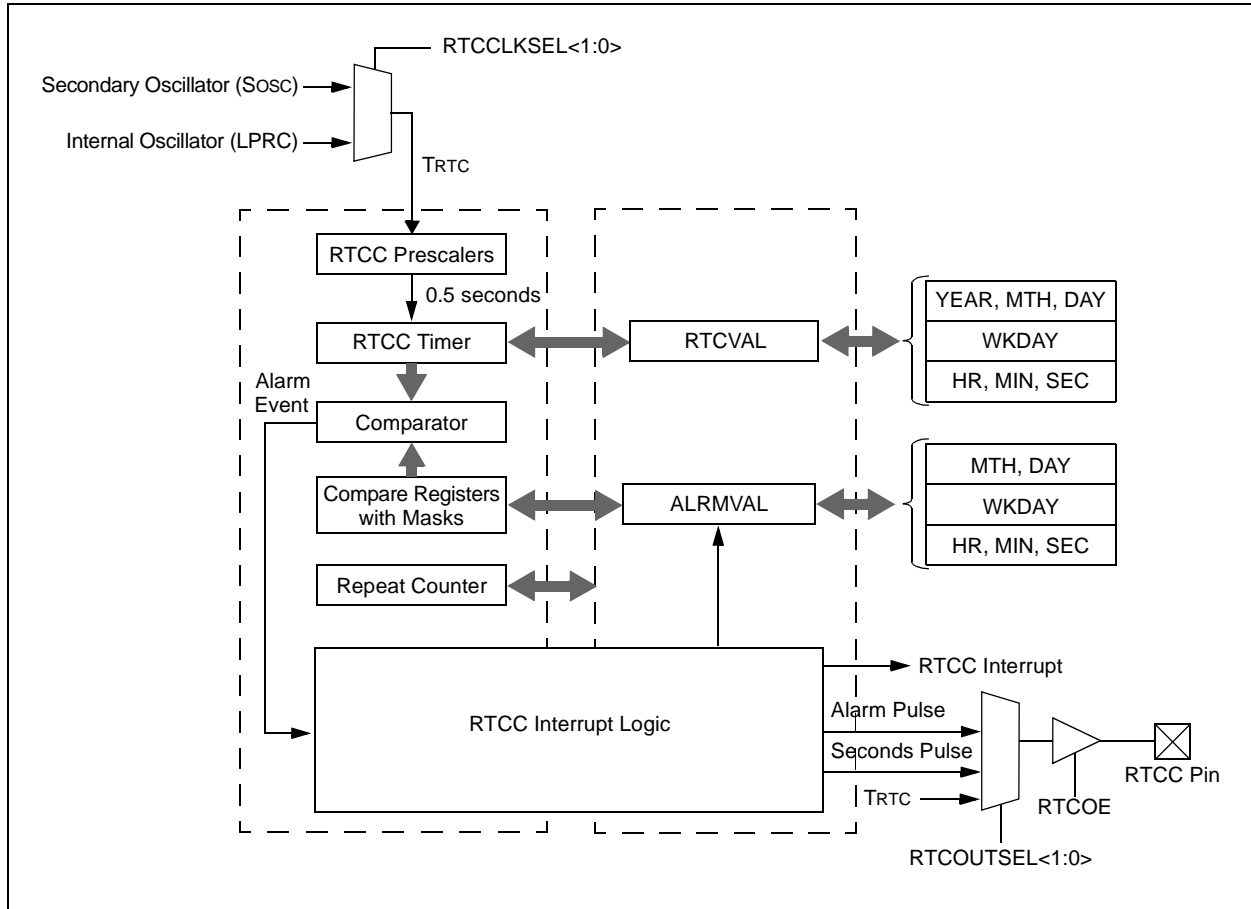 RTCCLKSEL<1:0>
Secondary Oscillator (SOSC)
Internal Oscillator (LPRC)
TRTC
RTCC Prescalers
0.5 seconds
RTCC Timer
RTCVAL
YEAR, MTH, DAY
WKDAY
HR, MIN, SEC
Alarm
Event
Comparator
Compare Registers
with Masks
ALRMVAL
MTH, DAY
WKDAY
HR, MIN, SEC
Repeat Counter
RTCC Interrupt Logic
RTCC Interrupt
Alarm Pulse
Seconds Pulse
TRTC
RTCC Pin
RTCOE
RTCOUTSEL<1:0>